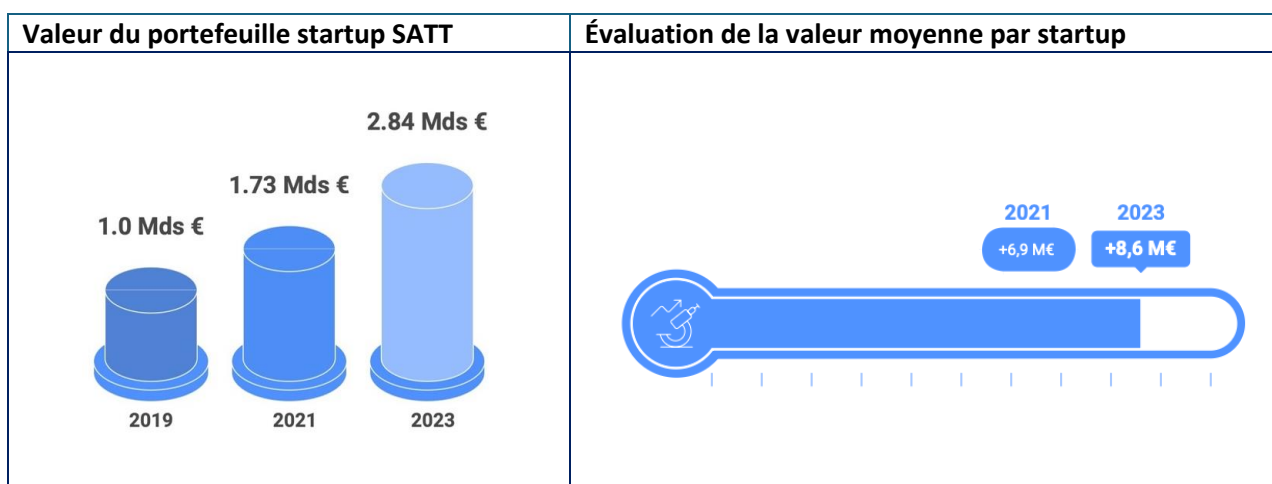 Valeur du portefeuille startup SATT
Évaluation de la valeur moyenne par startup
2.84 Mds €
1.73 Mds €
1.0 Mds €
2019
2021
2023
2021
2023
+6,9 M€
+8,6 M€